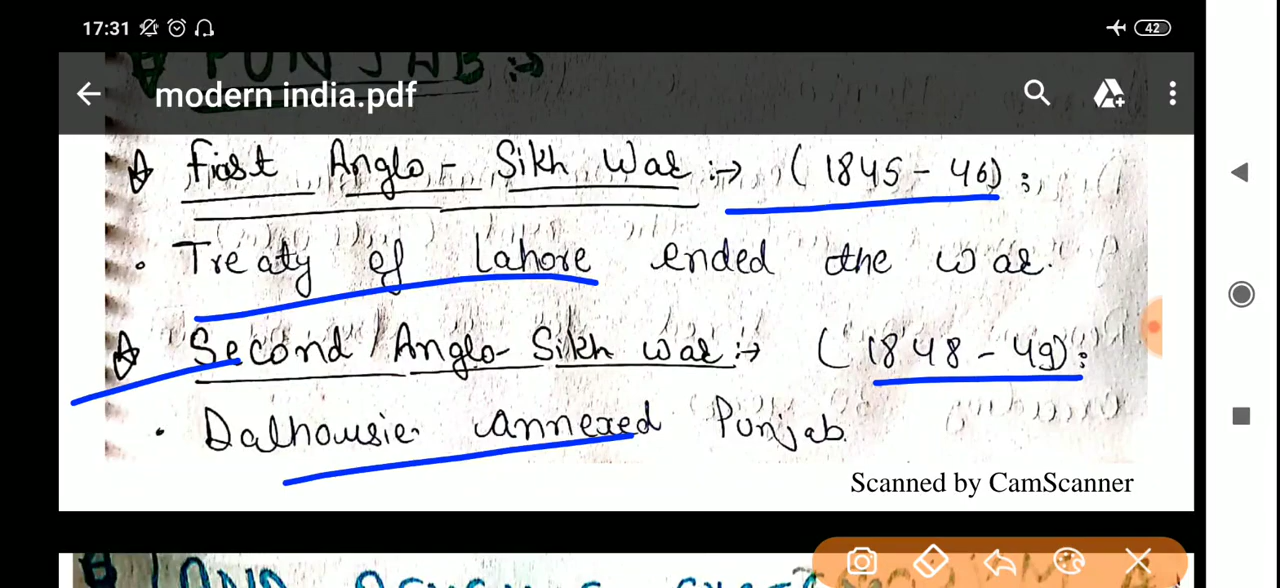 17:31
42
PUNJAB :→
modern india.pdf
First Anglo- Sikh War :→ (1845-46) :
• Treaty of Lahore ended the war.
Second Anglo- Sikh war :→ (1848-49) :
• Dalhousie annexed Punjab.
Scanned by CamScanner